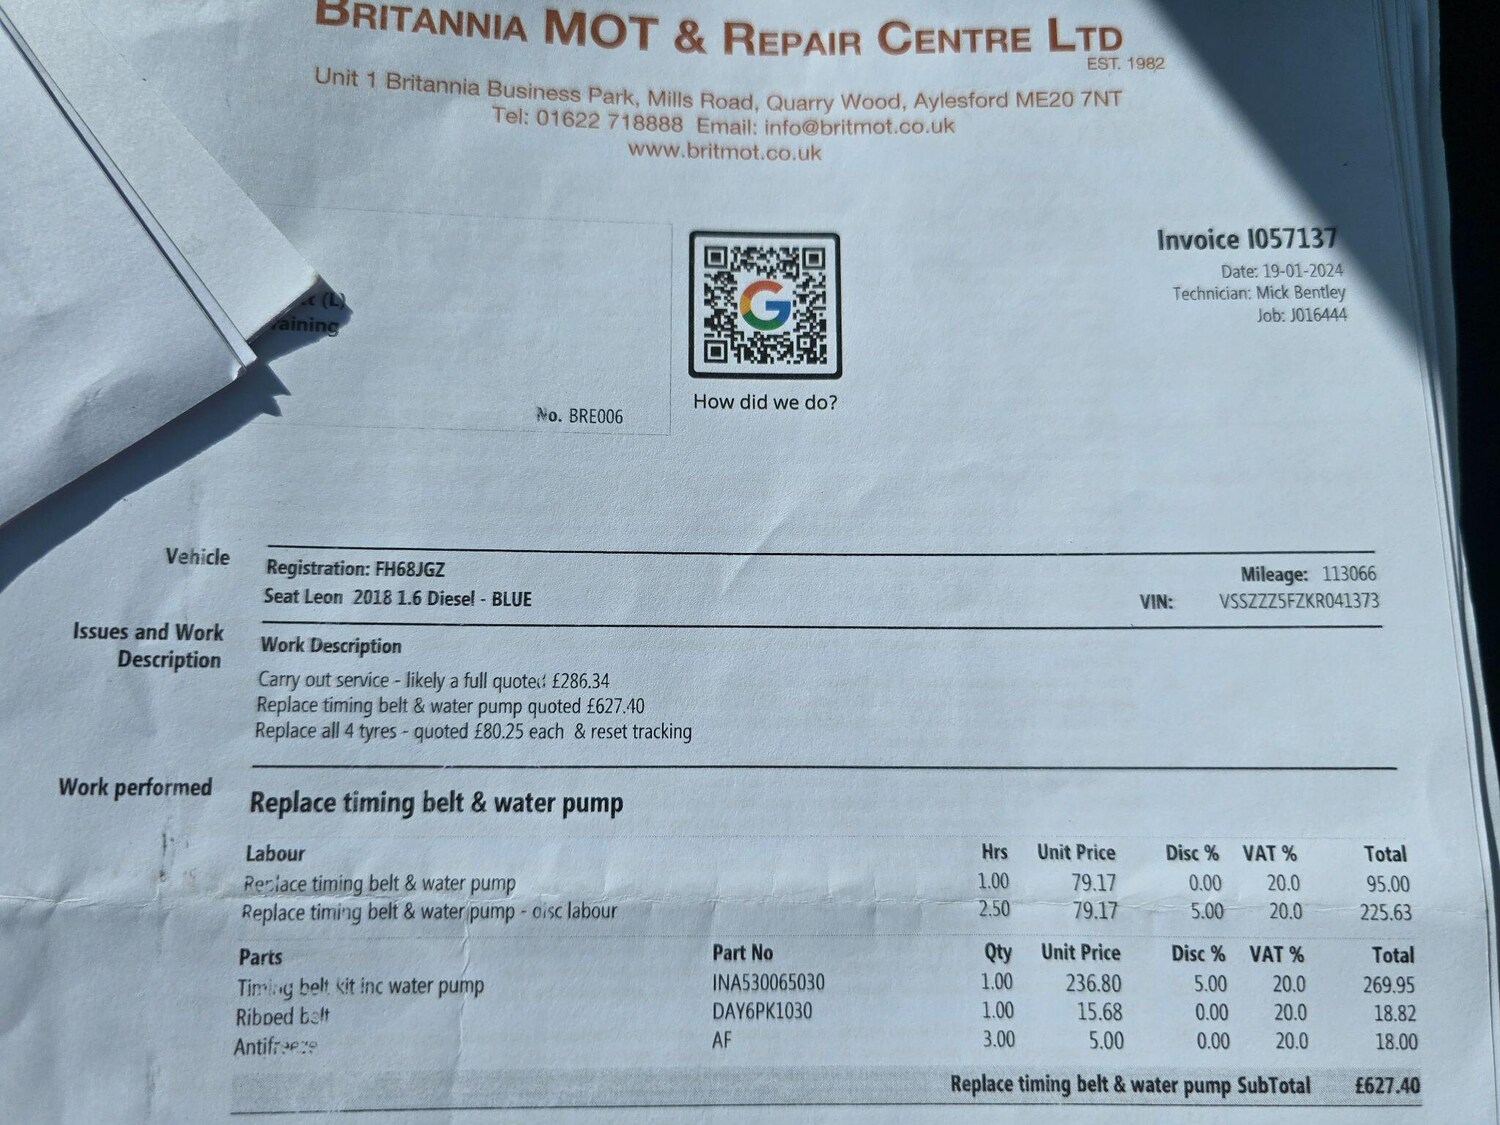 BRITANNIA MOT & REPAIR CENTRE LTD
EST. 1982
Unit 1 Britannia Business Park, Mills Road, Quarry Wood, Aylesford ME20 7NT
Tel: 01622 718888 Email: info@britmot.co.uk
www.britmot.co.uk
Invoice I057137
Date: 19-01-2024
Technician: Mick Bentley
Job: J016444
(L)
aining
No. BRE006
G
How did we do?
Vehicle
Registration: FH68JGZ
Mileage: 113066
Seat Leon 2018 1.6 Diesel - BLUE
VIN: VSSZZZ5FZKR041373
Issues and Work Description
Work Description
Carry out service - likely a full quoted £286.34
Replace timing belt & water pump quoted £627.40
Replace all 4 tyres - quoted £80.25 each & reset tracking
Work performed
Replace timing belt & water pump
Labour Hrs Unit Price Disc % VAT % Total
Replace timing belt & water pump 1.00 79.17 0.00 20.0 95.00
Replace timing belt & water pump - disc labour 2.50 79.17 5.00 20.0 225.63
Parts Part No Qty Unit Price Disc % VAT % Total
Timing belt kit inc water pump INA530065030 1.00 236.80 5.00 20.0 269.95
Ribbed belt DAY6PK1030 1.00 15.68 0.00 20.0 18.82
Antifreeze AF 3.00 5.00 0.00 20.0 18.00
Replace timing belt & water pump SubTotal £627.40